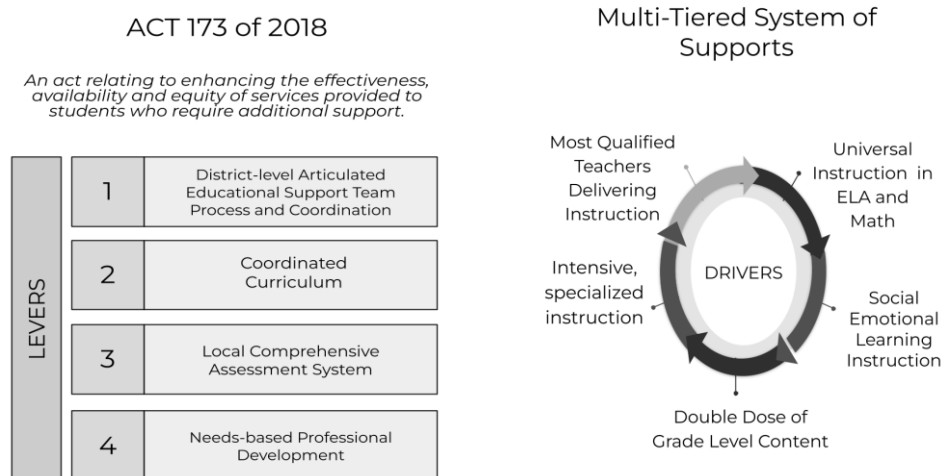 ACT 173 of 2018
An act relating to enhancing the effectiveness,
availability and equity of services provided to
students who require additional support.
LEVERS
1
District-level Articulated
Educational Support Team
Process and Coordination
2
Coordinated
Curriculum
3
Local Comprehensive
Assessment System
4
Needs-based Professional
Development
Multi-Tiered System of
Supports
Most Qualified
Teachers
Delivering
Instruction
Universal
Instruction in
ELA and
Math
DRIVERS
Intensive,
specialized
instruction
Social
Emotional
Learning
Instruction
Double Dose of
Grade Level Content